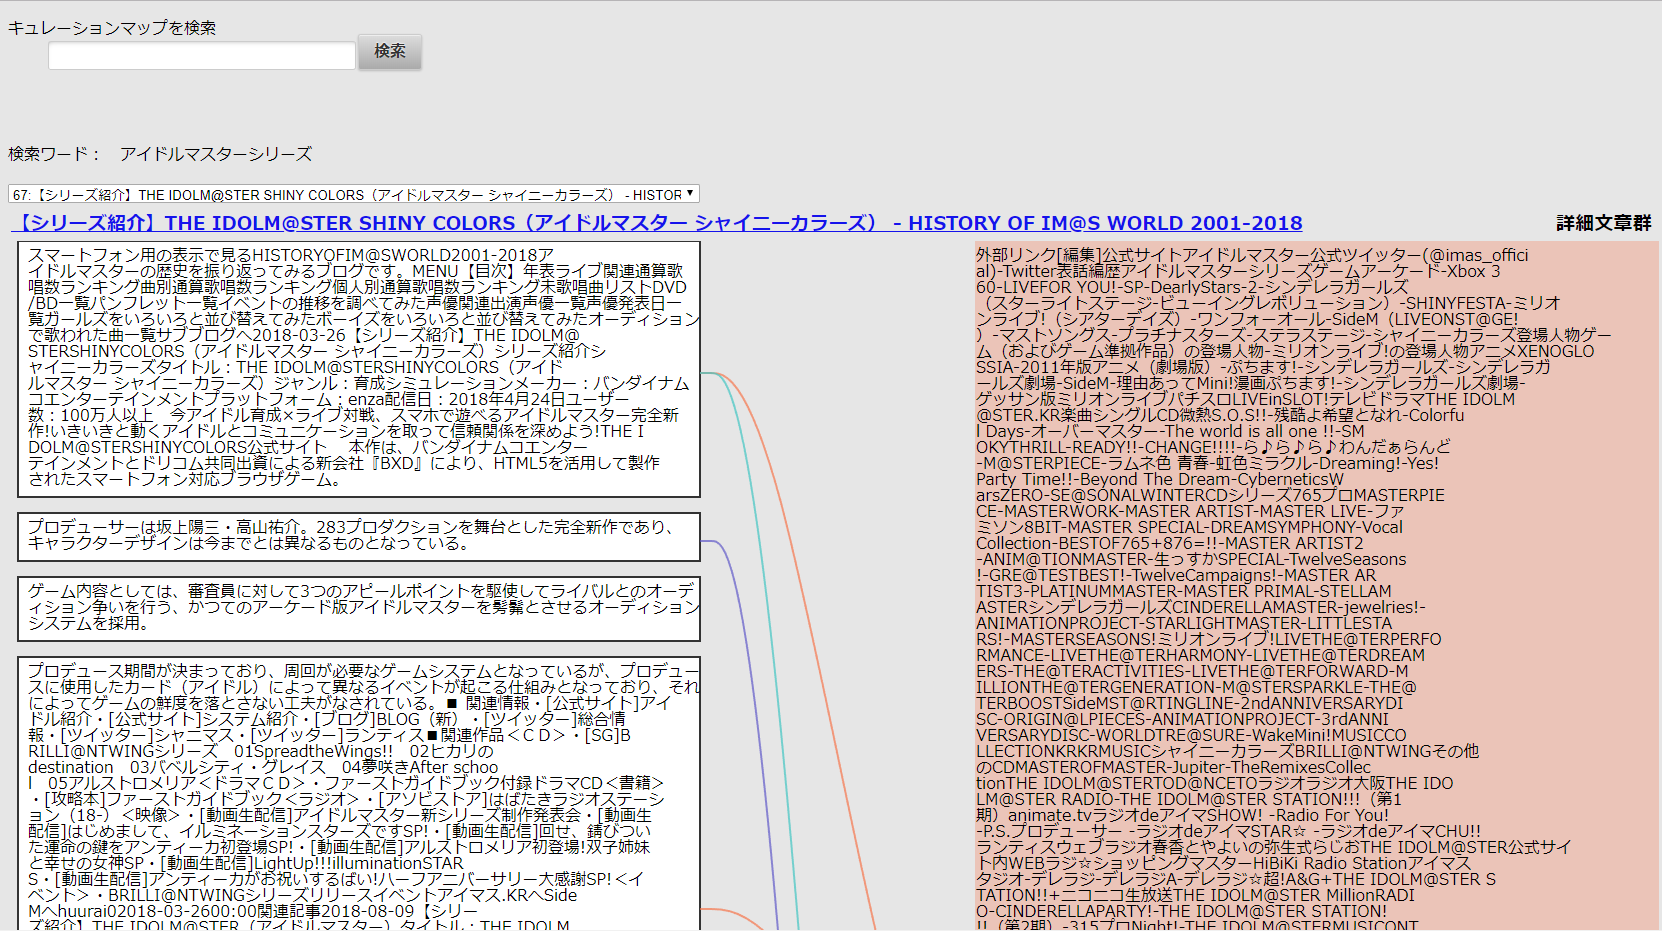 キュレーションマップを検索
検索
検索ワード： アイドルマスターシリーズ
67:【シリーズ紹介】THE IDOLM@STER SHINY COLORS（アイドルマスター シャイニーカラーズ） - HISTOR
【シリーズ紹介】THE IDOLM@STER SHINY COLORS（アイドルマスター シャイニーカラーズ） - HISTORY OF IM@S WORLD 2001-2018
詳細文章群
スマートフォン用の表示で見るHISTORYOFIM@SWORLD2001-2018ア
イドルマスターの歴史を振り返ってみるブログです。MENU【目次】年表ライブ関連通算歌
唱数ランキング曲別通算歌唱数ランキング個人別通算歌唱数ランキング未歌唱曲リストDVD
/BD一覧パンフレット一覧イベントの推移を調べてみた声優関連出演声優一覧声優発表日一
覧ガールズをいろいろと並び替えてみたボーイズをいろいろと並び替えてみたオーディション
で歌われた曲一覧サブブログへ2018-03-26【シリーズ紹介】THE IDOLM@
STERSHINYCOLORS（アイドルマスター シャイニーカラーズ）シリーズ紹介シ
ャイニーカラーズタイトル：THE IDOLM@STERSHINYCOLORS（アイド
ルマスター シャイニーカラーズ）ジャンル：育成シミュレーションメーカー：バンダイナム
コエンターテインメントプラットフォーム：enza配信日：2018年4月24日ユーザー
数：100万人以上　今アイドル育成×ライブ対戦、スマホで遊べるアイドルマスター完全新
作!いきいきと動くアイドルとコミュニケーションを取って信頼関係を深めよう!THE I
DOLM@STERSHINYCOLORS公式サイト　本作は、バンダイナムコエンター
テインメントとドリコム共同出資による新会社『BXD』により、HTML5を活用して製作
されたスマートフォン対応ブラウザゲーム。
プロデューサーは坂上陽三・高山祐介。283プロダクションを舞台とした完全新作であり、
キャラクターデザインは今までとは異なるものとなっている。
ゲーム内容としては、審査員に対して3つのアピールポイントを駆使してライバルとのオーデ
ィション争いを行う、かつてのアーケード版アイドルマスターを髣髴とさせるオーディション
システムを採用。
プロデュース期間が決まっており、周回が必要なゲームシステムとなっているが、プロデュー
スに使用したカード（アイドル）によって異なるイベントが起こる仕組みとなっており、それ
によってゲームの鮮度を落とさない工夫がなされている。■ 関連情報・[公式サイト]アイ
ドル紹介・[公式サイト]システム紹介・[ブログ]BLOG（新）・[ツイッター]総合情
報・[ツイッター]シャニマス・[ツイッター]ランティス■関連作品＜ＣＤ＞・[SG]B
RILLI@NTWINGシリーズ　01SpreadtheWings!!　02ヒカリの
destination　03バベルシティ・グレイス　04夢咲きAfter schoo
l　05アルストロメリア＜ドラマＣＤ＞・ファーストガイドブック付録ドラマCD＜書籍＞
・[攻略本]ファーストガイドブック＜ラジオ＞・[アソビストア]はばたきラジオステーシ
ョン（18-）＜映像＞・[動画生配信]アイドルマスター新シリーズ制作発表会・[動画生
配信]はじめまして、イルミネーションスターズですSP!・[動画生配信]回せ、錆びつい
た運命の鍵をアンティーカ初登場SP!・[動画生配信]アルストロメリア初登場!双子姉妹
と幸せの女神SP・[動画生配信]LightUp!!!illuminationSTAR
S・[動画生配信]アンティーカがお祝いするばい!ハーフアニバーサリー大感謝SP!＜イ
ベント＞・BRILLI@NTWINGシリーズリリースイベントアイマス.KRへSide
Mへhuurai02018-03-2600:00関連記事2018-08-09【シリー
ズ紹介】THE IDOLM@STER（アイドルマスター）タイトル：THE IDOLM
外部リンク[編集]公式サイトアイドルマスター公式ツイッター(@imas_offici
al)-Twitter表話編歴アイドルマスターシリーズゲームアーケード-Xbox 3
60-LIVEFOR YOU!-SP-DearlyStars-2-シンデレラガールズ
（スターライトステージ-ビューイングレボリューション）-SHINYFESTA-ミリオ
ンライブ!（シアターデイズ）-ワンフォーオール-SideM（LIVEONST@GE!
）-マストソングス-プラチナスターズ-ステラステージ-シャイニーカラーズ登場人物ゲー
ム（およびゲーム準拠作品）の登場人物-ミリオンライブ!の登場人物アニメXENOGLO
SSIA-2011年版アニメ（劇場版）-ぷちます!-シンデレラガールズ-シンデレラガ
ールズ劇場-SideM-理由あってMini!漫画ぷちます!-シンデレラガールズ劇場-
ゲッサン版ミリオンライブパチスロLIVEinSLOT!テレビドラマTHE IDOLM
@STER.KR楽曲シングルCD微熱S.O.S!!-残酷よ希望となれ-Colorfu
l Days-オーバーマスター-The world is all one !!-SM
OKYTHRILL-READY!!-CHANGE!!!!-ら♪ら♪ら♪わんだぁらんど
-M@STERPIECE-ラムネ色 青春-虹色ミラクル-Dreaming!-Yes!
Party Time!!-Beyond The Dream-CyberneticsW
arsZERO-SE@SONALWINTERCDシリーズ765プロMASTERPIE
CE-MASTERWORK-MASTER ARTIST-MASTER LIVE-ファ
ミソン8BIT-MASTER SPECIAL-DREAMSYMPHONY-Vocal
Collection-BESTOF765+876=!!-MASTER ARTIST2
-ANIM@TIONMASTER-生っすかSPECIAL-TwelveSeasons
!-GRE@TESTBEST!-TwelveCampaigns!-MASTER AR
TIST3-PLATINUMMASTER-MASTER PRIMAL-STELLAM
ASTERシンデレラガールズCINDERELLAMASTER-jewelries!-
ANIMATIONPROJECT-STARLIGHTMASTER-LITTLESTA
RS!-MASTERSEASONS!ミリオンライブ!LIVETHE@TERPERFO
RMANCE-LIVETHE@TERHARMONY-LIVETHE@TERDREAM
ERS-THE@TERACTIVITIES-LIVETHE@TERFORWARD-M
ILLIONTHE@TERGENERATION-M@STERSPARKLE-THE@
TERBOOSTSideMST@RTINGLINE-2ndANNIVERSARYDI
SC-ORIGIN@LPIECES-ANIMATIONPROJECT-3rdANNI
VERSARYDISC-WORLDTRE@SURE-WakeMini!MUSICCO
LLECTIONKRKRMUSICシャイニーカラーズBRILLI@NTWINGその他
のCDMASTEROFMASTER-Jupiter-TheRemixesCollec
tionTHE IDOLM@STERTOD@NCETOラジオラジオ大阪THE IDO
LM@STER RADIO-THE IDOLM@STER STATION!!!（第1
期）animate.tvラジオdeアイマSHOW! -Radio For You!
-P.S.プロデューサー -ラジオdeアイマSTAR☆ -ラジオdeアイマCHU!!
ランティスウェブラジオ春香とやよいの弥生式らじおTHE IDOLM@STER公式サイ
ト内WEBラジ☆ショッピングマスターHiBiKi Radio Stationアイマス
タジオ-デレラジ-デレラジA-デレラジ☆超!A&G+THE IDOLM@STER S
TATION!!+ニコニコ生放送THE IDOLM@STER MillionRADI
O-CINDERELLAPARTY!-THE IDOLM@STER STATION!
!!（第2期）-315プロNight!-THE IDOLM@STERMUSICONT